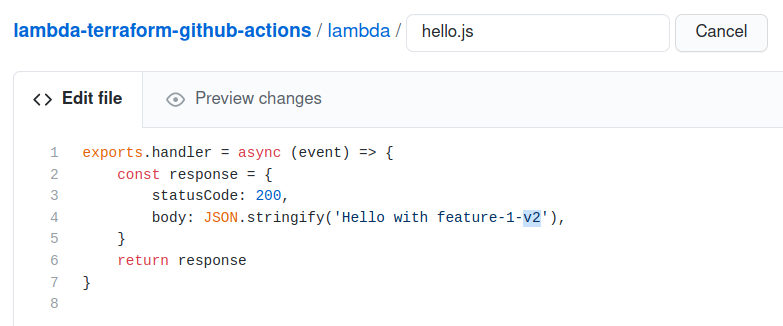 lambda-terraform-github-actions / lambda / hello.js Cancel
Edit file Preview changes
1 exports.handler = async (event) => {
2     const response = {
3         statusCode: 200,
4         body: JSON.stringify('Hello with feature-1-v2'),
5     }
6     return response
7 }
8